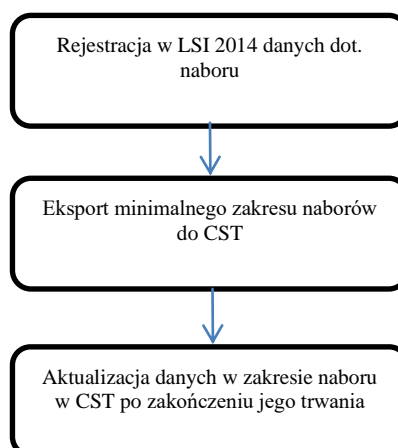 Rejestracja w LSI 2014 danych dot.
naboru
Eksport minimalnego zakresu naborów
do CST
Aktualizacja danych w zakresie naboru
w CST po zakończeniu jego trwania